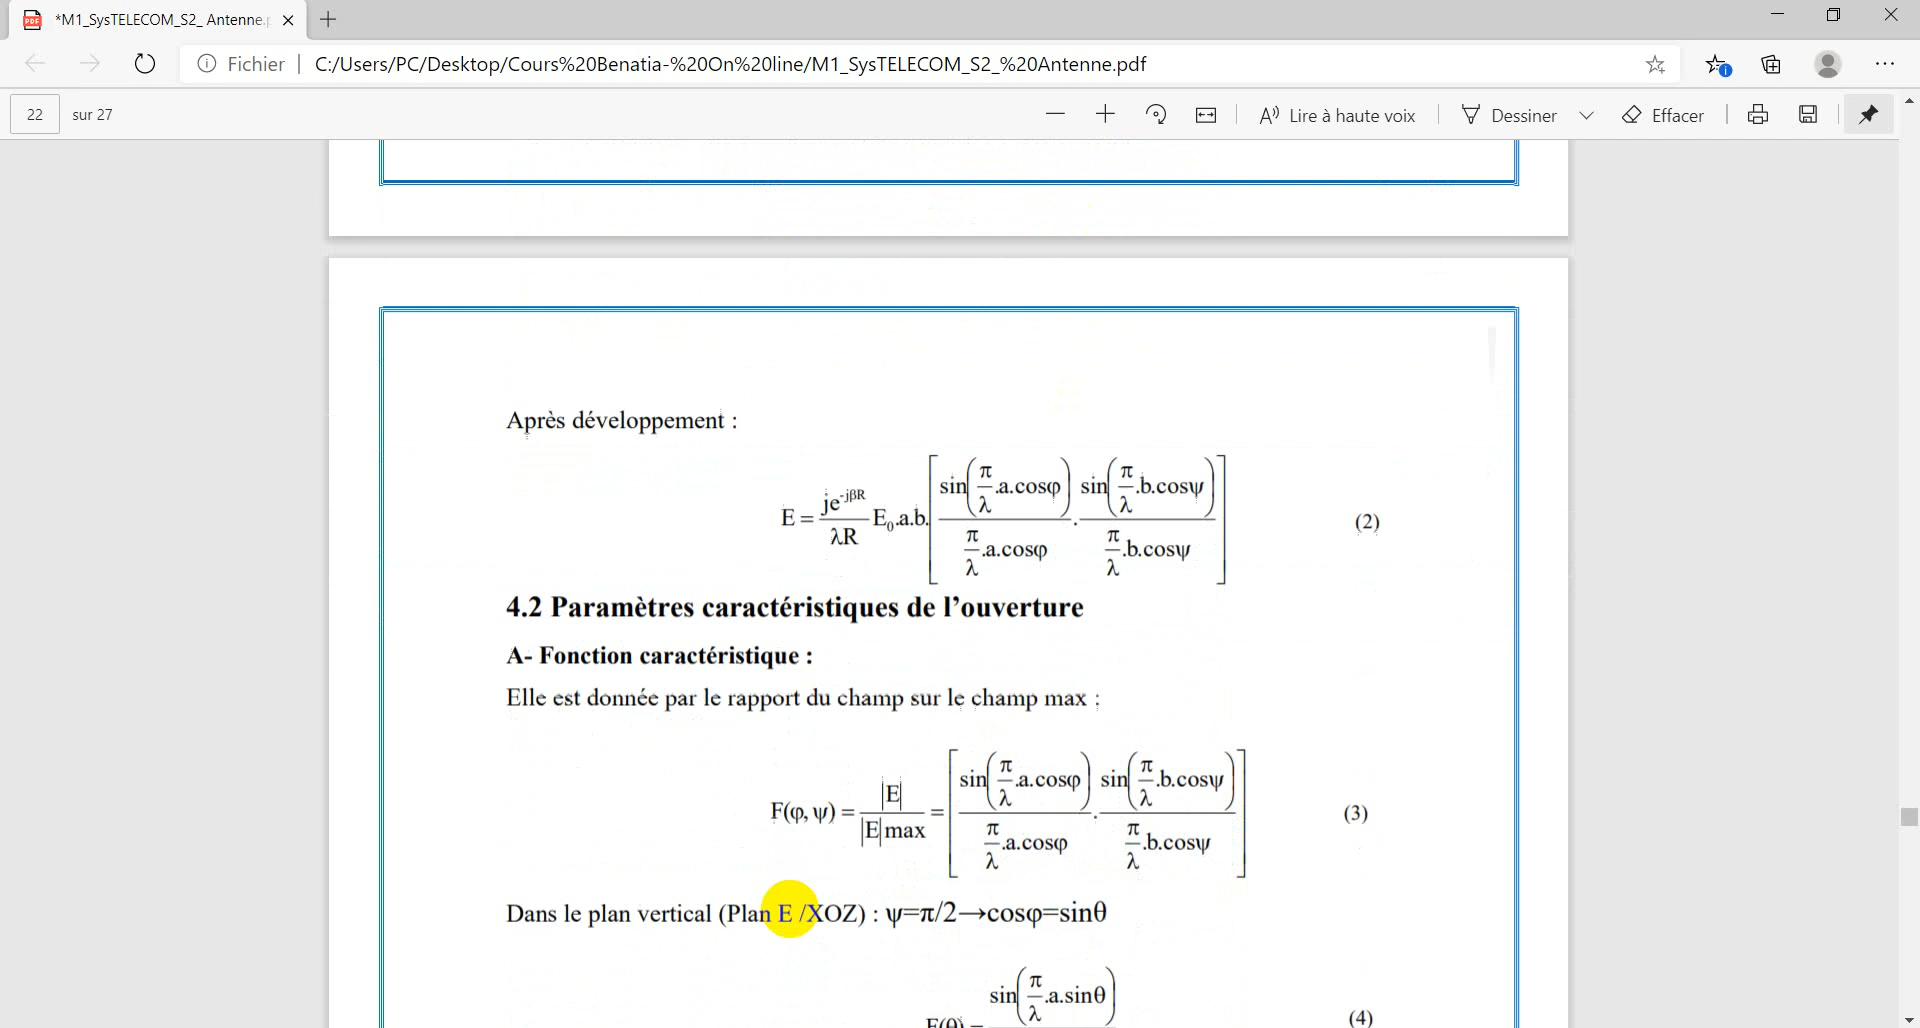 *M1_SysTELECOM_S2_ Antenne.p
Fichier | C:/Users/PC/Desktop/Cours%20Benatia-%20On%20line/M1_SysTELECOM_S2_%20Antenne.pdf
22 sur 27
Lire à haute voix Dessiner Effacer
Après développement :
E = je^-jβR / λR E₀.a.b. [ sin(π/λ .a.cosφ) / π/λ .a.cosφ . sin(π/λ .b.cosψ) / π/λ .b.cosψ ] (2)
4.2 Paramètres caractéristiques de l’ouverture
A- Fonction caractéristique :
Elle est donnée par le rapport du champ sur le champ max :
F(φ, ψ) = |E| / |E|max = [ sin(π/λ .a.cosφ) / π/λ .a.cosφ . sin(π/λ .b.cosψ) / π/λ .b.cosψ ] (3)
Dans le plan vertical (Plan E /XOZ) : ψ=π/2→cosφ=sinθ
F(θ) = sin(π/λ .a.sinθ) (4)